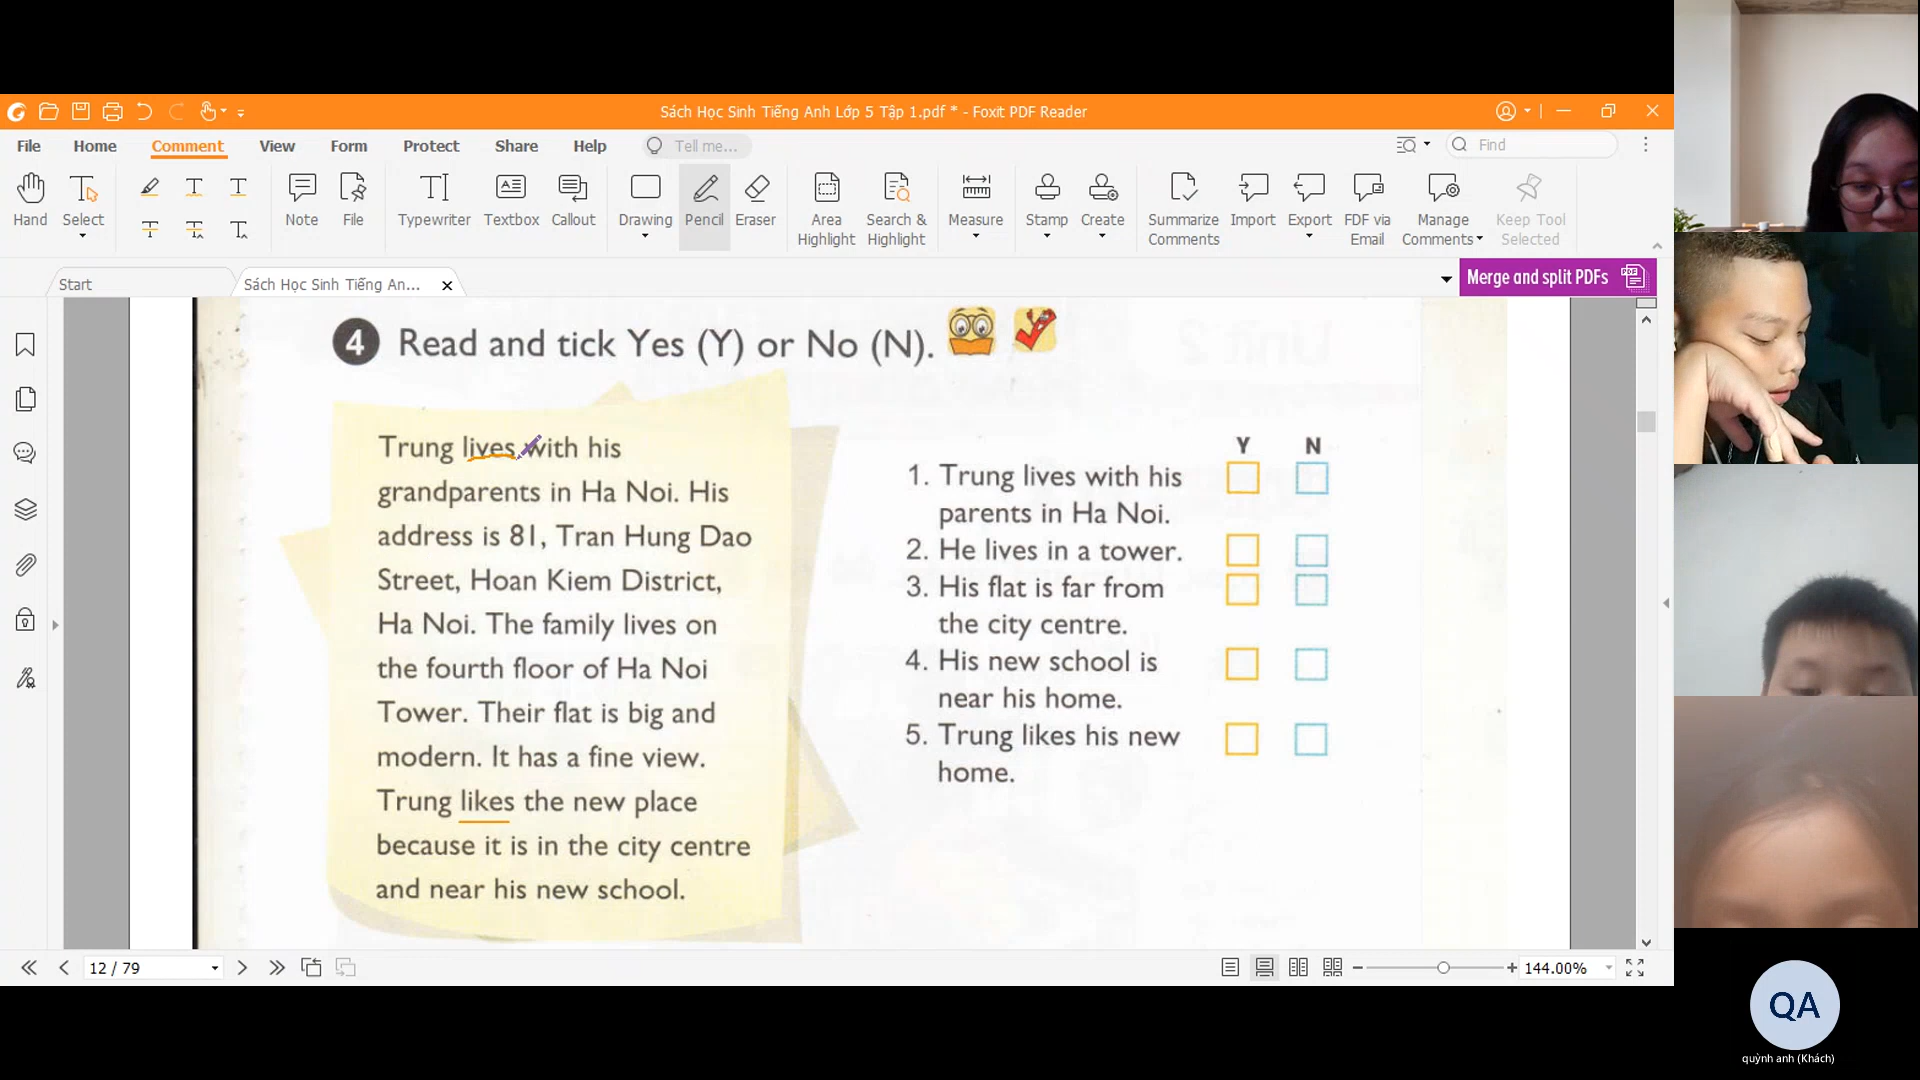 Sách Học Sinh Tiếng Anh Lớp 5 Tập 1.pdf * - Foxit PDF Reader
File Home Comment View Form Protect Share Help Tell me... Find
Hand Select Note File Typewriter Textbox Callout Drawing Pencil Eraser Area Highlight Search & Highlight Measure Stamp Create Summarize Comments Import Export FDF via Email Manage Comments Keep Tool Selected
Start Sách Học Sinh Tiếng An... Merge and split PDFs
4 Read and tick Yes (Y) or No (N).
Trung lives with his
grandparents in Ha Noi. His
address is 81, Tran Hung Dao
Street, Hoan Kiem District,
Ha Noi. The family lives on
the fourth floor of Ha Noi
Tower. Their flat is big and
modern. It has a fine view.
Trung likes the new place
because it is in the city centre
and near his new school.
Y N
1. Trung lives with his
parents in Ha Noi.
2. He lives in a tower.
3. His flat is far from
the city centre.
4. His new school is
near his home.
5. Trung likes his new
home.
12 / 79 144.00%
QA
quỳnh anh (Khách)